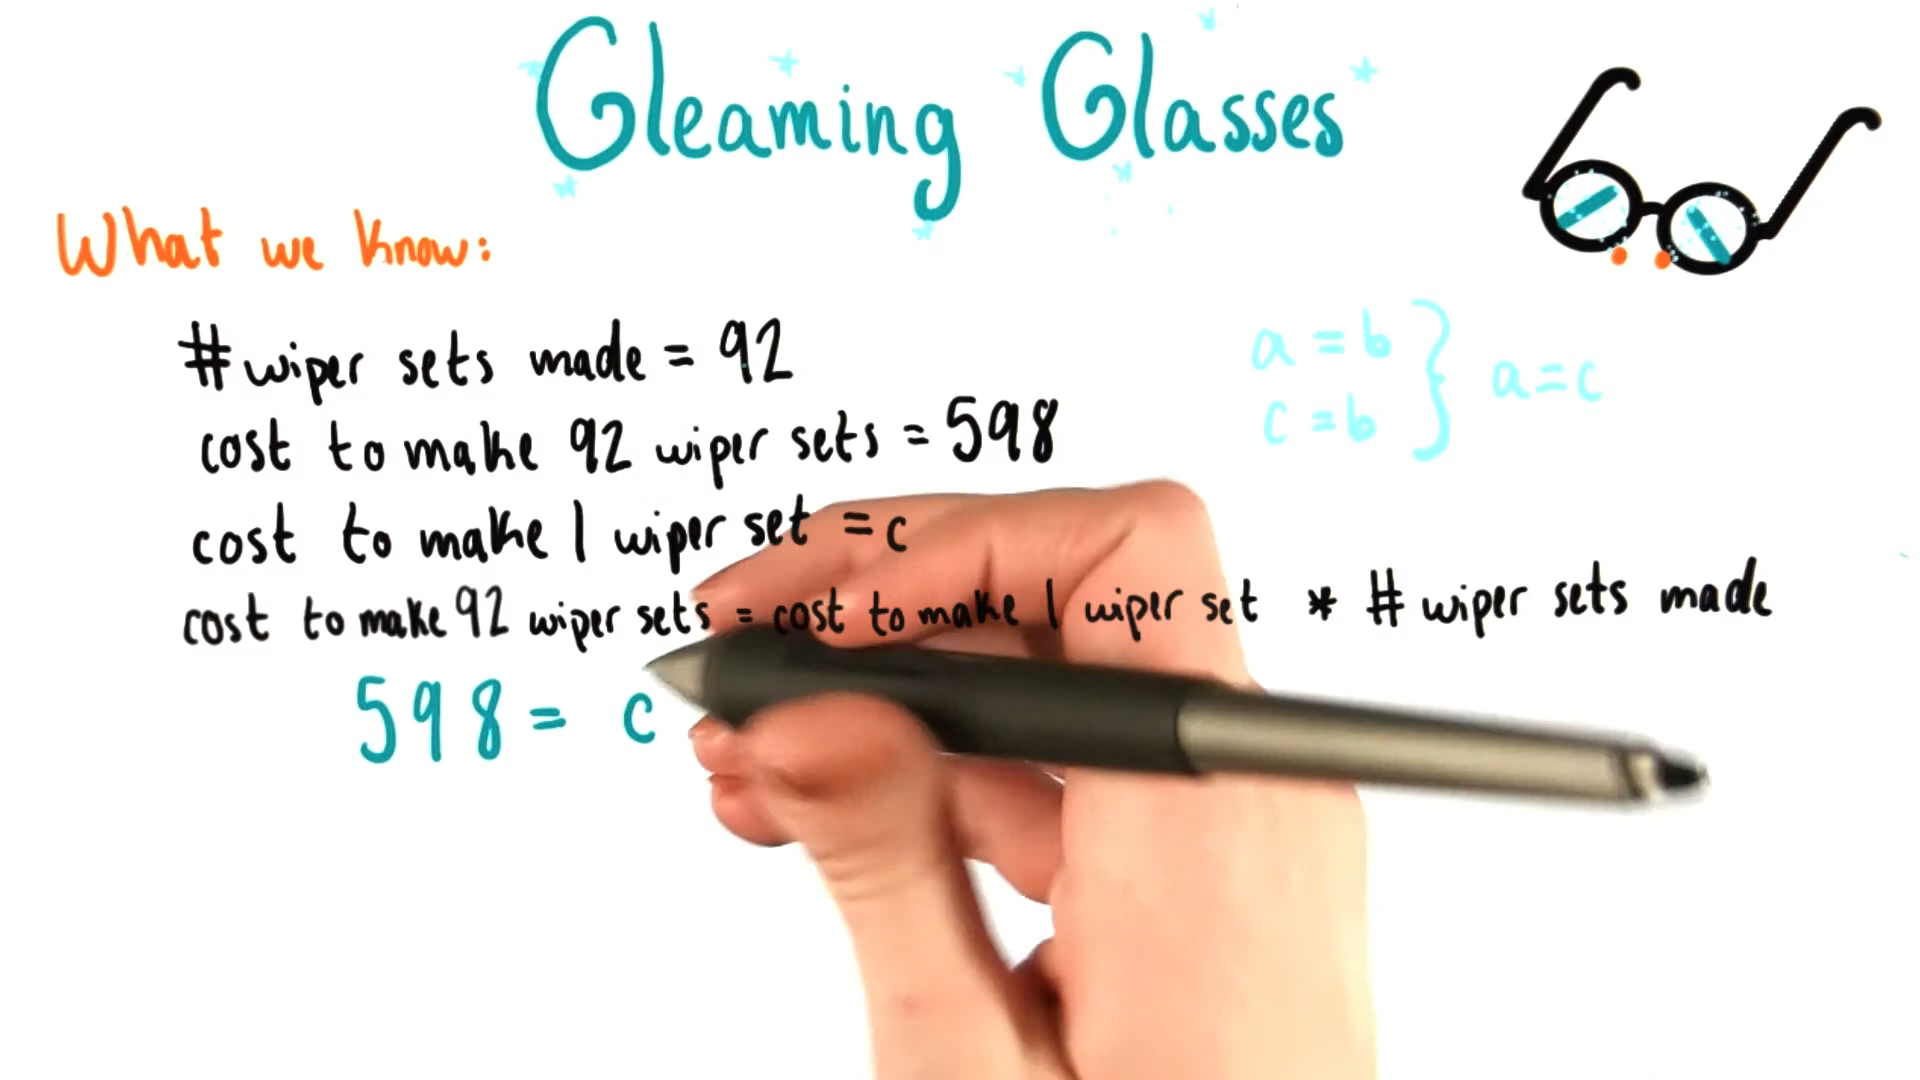 Gleaming Glasses
What we know:
#wiper sets made = 92
cost to make 92 wiper sets = 598
cost to make 1 wiper set = c
cost to make 92 wiper sets = cost to make 1 wiper set * # wiper sets made
598 = c
a = b
c = b
a = c